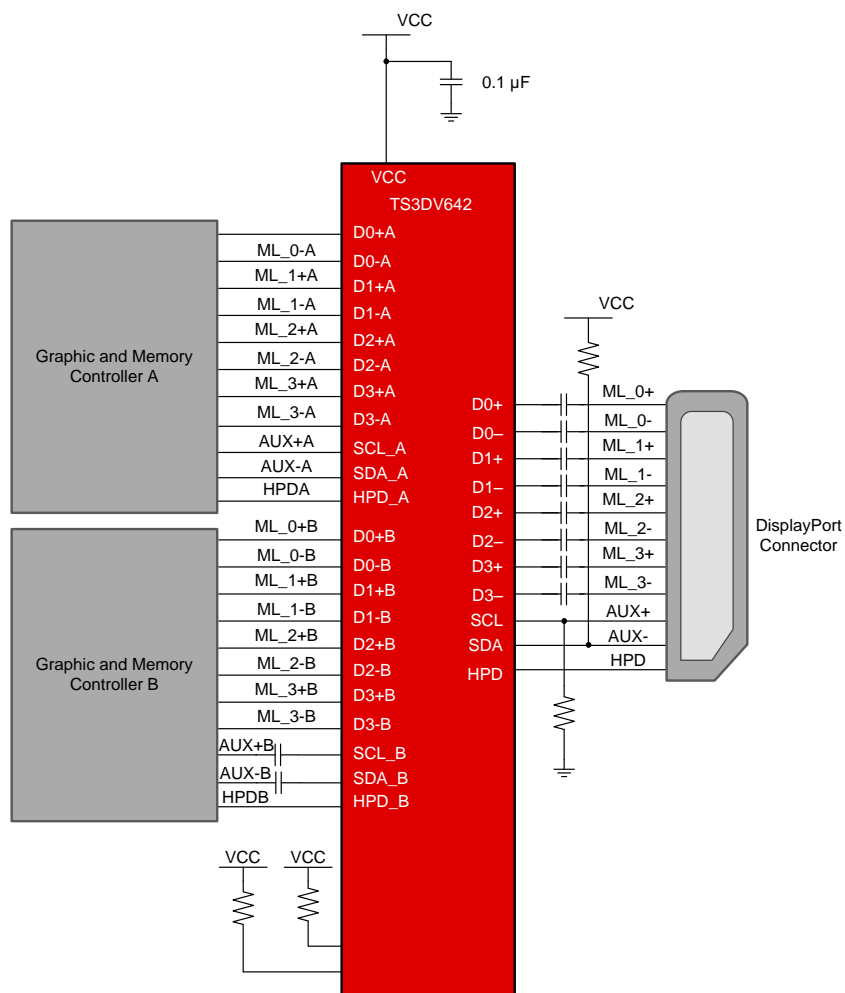 VCC
0.1 µF
VCC
TS3DV642
Graphic and Memory
Controller A
ML_0-A
ML_1+A
ML_1-A
ML_2+A
ML_2-A
ML_3+A
ML_3-A
AUX+A
AUX-A
HPDA
D0+A
D0-A
D1+A
D1-A
D2+A
D2-A
D3+A
D3-A
SCL_A
SDA_A
HPD_A
Graphic and Memory
Controller B
ML_0+B
ML_0-B
ML_1+B
ML_1-B
ML_2+B
ML_2-B
ML_3+B
ML_3-B
AUX+B
AUX-B
HPDB
D0+B
D0-B
D1+B
D1-B
D2+B
D2-B
D3+B
D3-B
SCL_B
SDA_B
HPD_B
VCC
VCC
D0+
D0–
D1+
D1–
D2+
D2–
D3+
D3–
SCL
SDA
HPD
VCC
ML_0+
ML_0-
ML_1+
ML_1-
ML_2+
ML_2-
ML_3+
ML_3-
AUX+
AUX-
HPD
DisplayPort
Connector